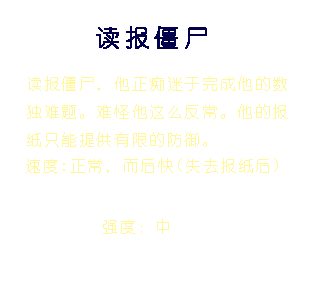 读报僵尸
读报僵尸, 他正痴迷于完成他的数
独难题。难怪他这么反常。他的报
纸只能提供有限的防御。
速度:正常, 而后快(失去报纸后)
强度: 中